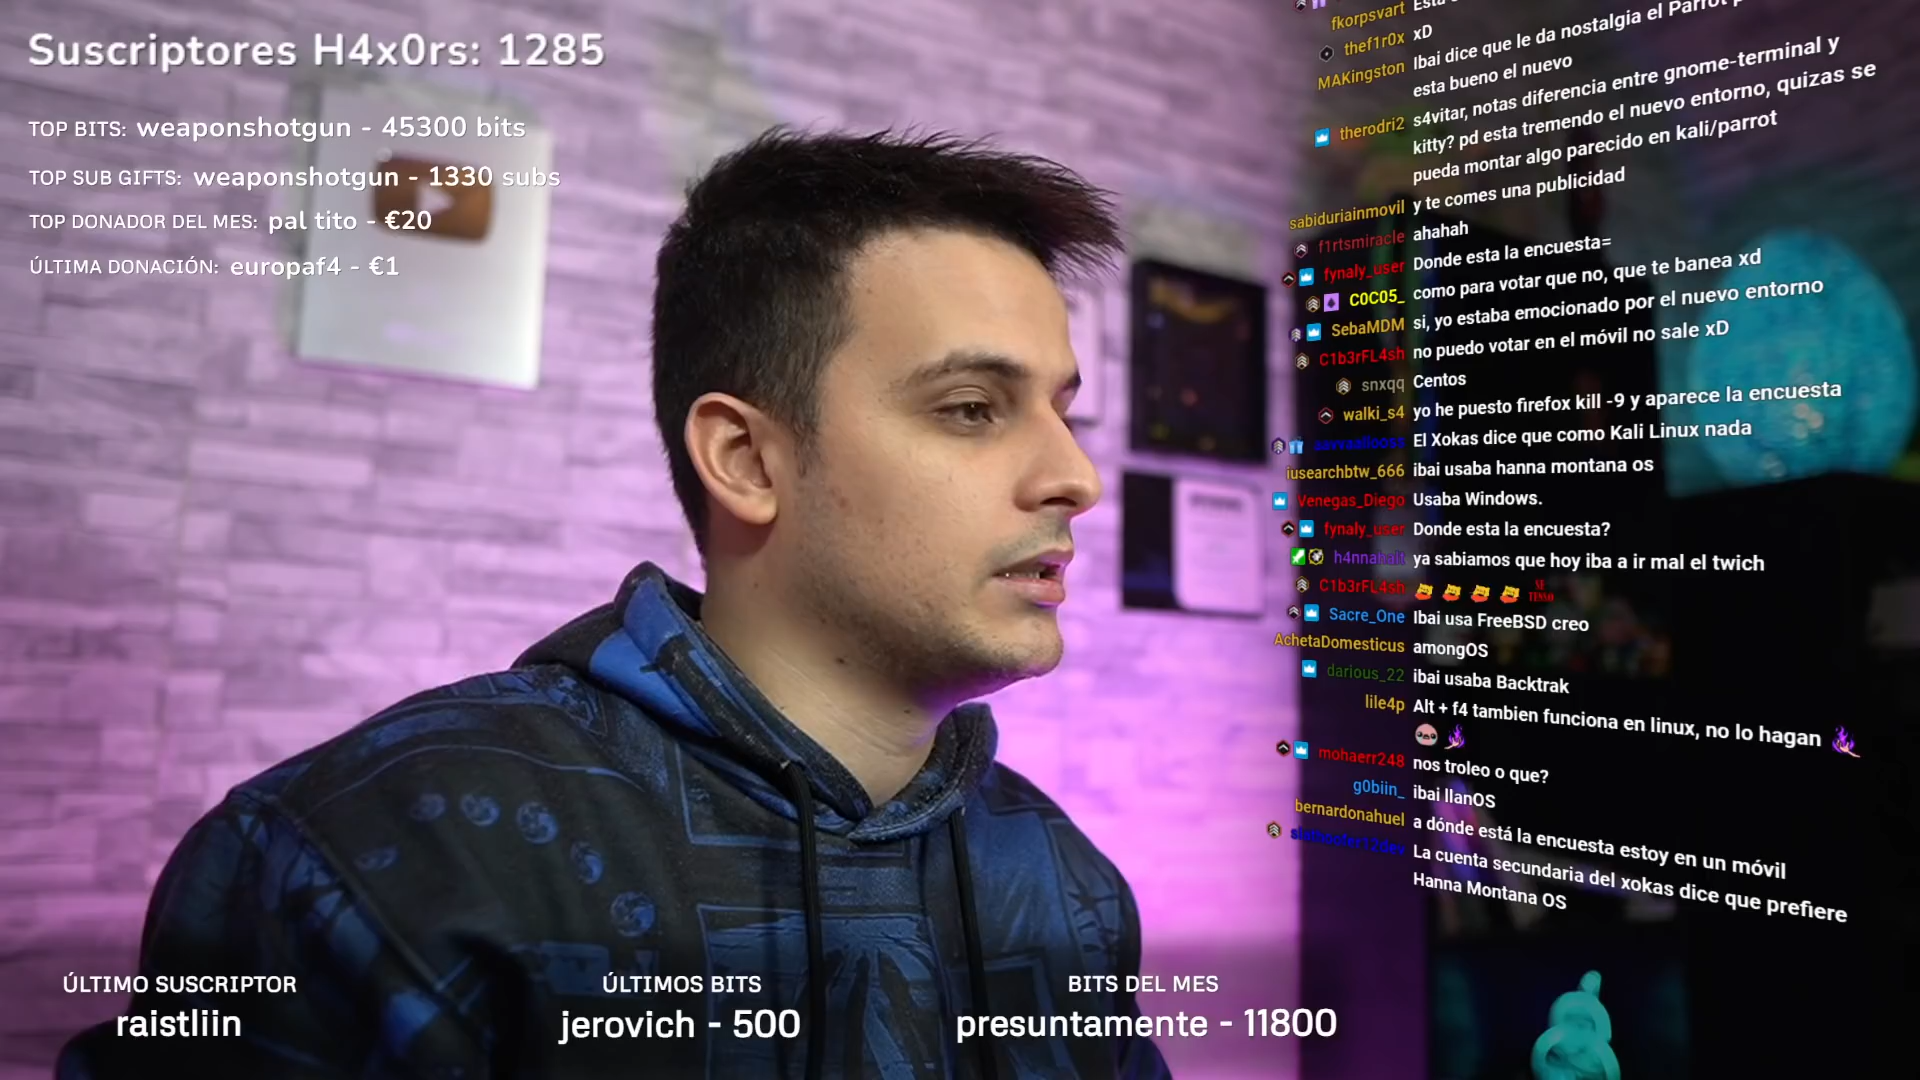 Suscriptores H4x0rs: 1285
TOP BITS: weaponshotgun - 45300 bits
TOP SUB GIFTS: weaponshotgun - 1330 subs
TOP DONADOR DEL MES: pal tito - €20
ÚLTIMA DONACIÓN: europaf4 - €1
fkorpsvart
thef1r0x xD
MAKingston Ibai dice que le da nostalgia el Parrot
esta bueno el nuevo
therodri2 s4vitar, notas diferencia entre gnome-terminal y
kitty? pd esta tremendo el nuevo entorno, quizas se
pueda montar algo parecido en kali/parrot
sabiduriainmovil y te comes una publicidad
f1rtsmiracle ahahah
fynaly_user Donde esta la encuesta=
C0C05_ como para votar que no, que te banea xd
SebaMDM si, yo estaba emocionado por el nuevo entorno
C1b3rFL4sh no puedo votar en el móvil no sale xD
snxqq Centos
walki_s4 yo he puesto firefox kill -9 y aparece la encuesta
El Xokas dice que como Kali Linux nada
iusearchbtw_666 ibai usaba hanna montana os
Venegas_Diego Usaba Windows.
fynaly_user Donde esta la encuesta?
h4nnaha1t ya sabiamos que hoy iba a ir mal el twich
C1b3rFL4sh SE TENSO
Sacre_One Ibai usa FreeBSD creo
AchetaDomesticus amongOS
darious_22 ibai usaba Backtrak
lile4p Alt + f4 tambien funciona en linux, no lo hagan
mohaerr248 nos troleo o que?
g0biin_ ibai llanOS
bernardonahuel a dónde está la encuesta estoy en un móvil
La cuenta secundaria del xokas dice que prefiere
Hanna Montana OS
ÚLTIMO SUSCRIPTOR
raistliin
ÚLTIMOS BITS
jerovich - 500
BITS DEL MES
presuntamente - 11800